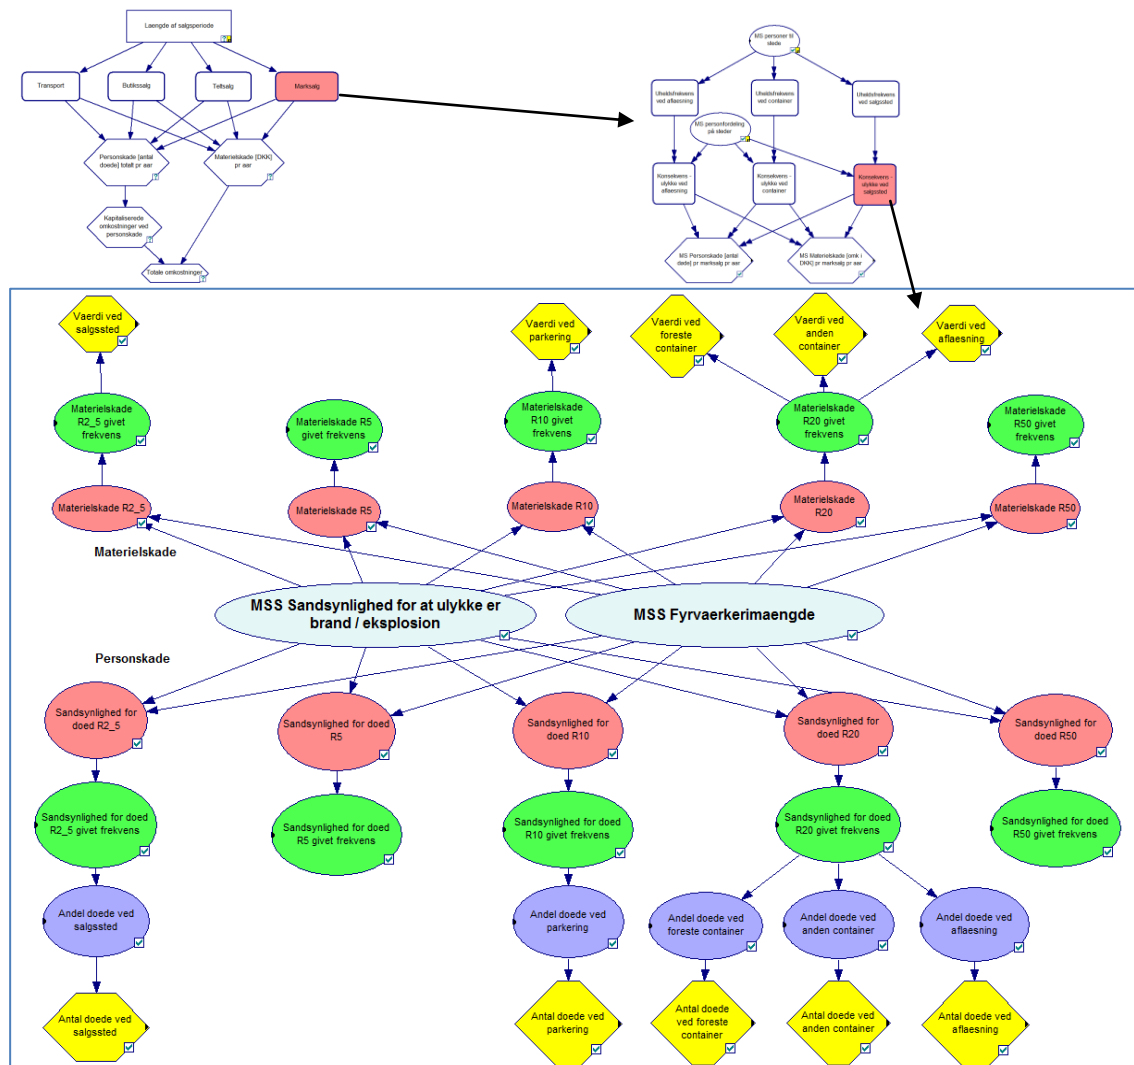 Laengde af salgsperiode
Transport
Butikssalg
Teltsalg
Marksalg
Personskade [antal
doede] totalt pr aar
Materielskade [DKK]
pr aar
Kapitaliserede
omkostninger ved
personskade
Totale omkostninger
MS personer til
stede
Uheldsfrekvens
ved aflaesning
Uheldsfrekvens
ved container
Uheldsfrekvens
ved salgssted
MS personfordeling
på steder
Konsekvens -
ulykke ved
aflaesning
Konsekvens -
ulykke ved
container
Konsekvens -
ulykke ved
salgssted
MS Personskade [antal
døde] pr marksalg pr aar
MS Materielskade [omk i
DKK] pr marksalg pr aar
Vaerdi ved
salgssted
Vaerdi ved
parkering
Vaerdi ved
foreste
container
Vaerdi ved
anden
container
Vaerdi ved
aflaesning
Materielskade
R2_5 givet
frekvens
Materielskade R5
givet frekvens
Materielskade
R10 givet
frekvens
Materielskade
R20 givet
frekvens
Materielskade
R50 givet
frekvens
Materielskade R2_5
Materielskade R5
Materielskade R10
Materielskade
R20
Materielskade R50
Materielskade
MSS Sandsynlighed for at ulykke er
brand / eksplosion
MSS Fyrvaerkerimaengde
Personskade
Sandsynlighed for
doed R2_5
Sandsynlighed for doed
R5
Sandsynlighed for
doed R10
Sandsynlighed for
doed R20
Sandsynlighed for
doed R50
Sandsynlighed for doed
R2_5 givet frekvens
Sandsynlighed for doed
R5 givet frekvens
Sandsynlighed for doed
R10 givet frekvens
Sandsynlighed for doed
R20 givet frekvens
Sandsynlighed for doed
R50 givet frekvens
Andel doede ved
salgssted
Andel doede ved
parkering
Andel doede ved
foreste container
Andel doede ved
anden container
Andel doede ved
aflaesning
Antal doede ved
salgssted
Antal doede ved
parkering
Antal doede
ved foreste
container
Antal doede ved
anden container
Antal doede ved
aflaesning